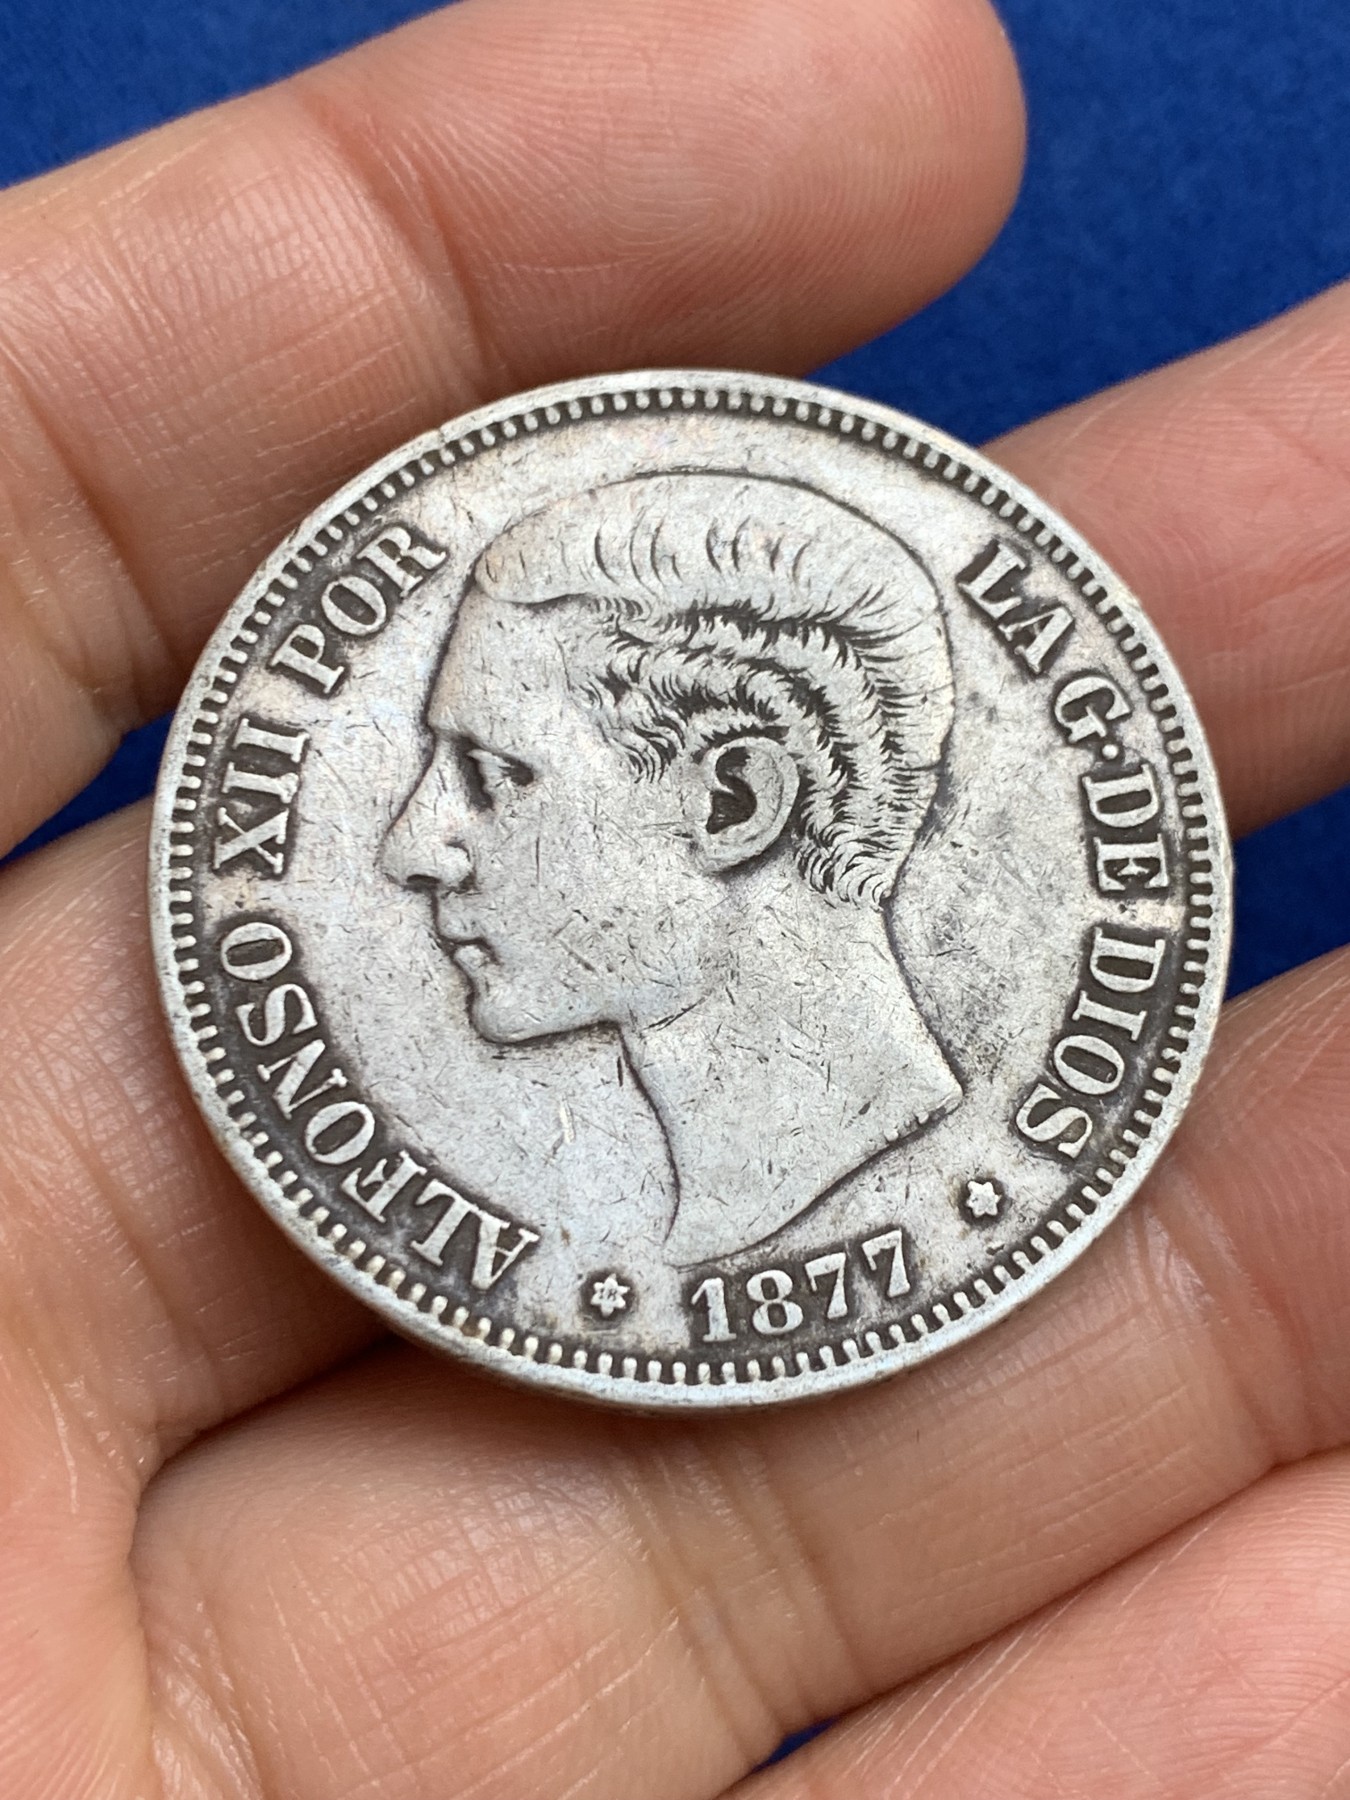 ALFONSO XII POR LA G· DE DIOS
1877